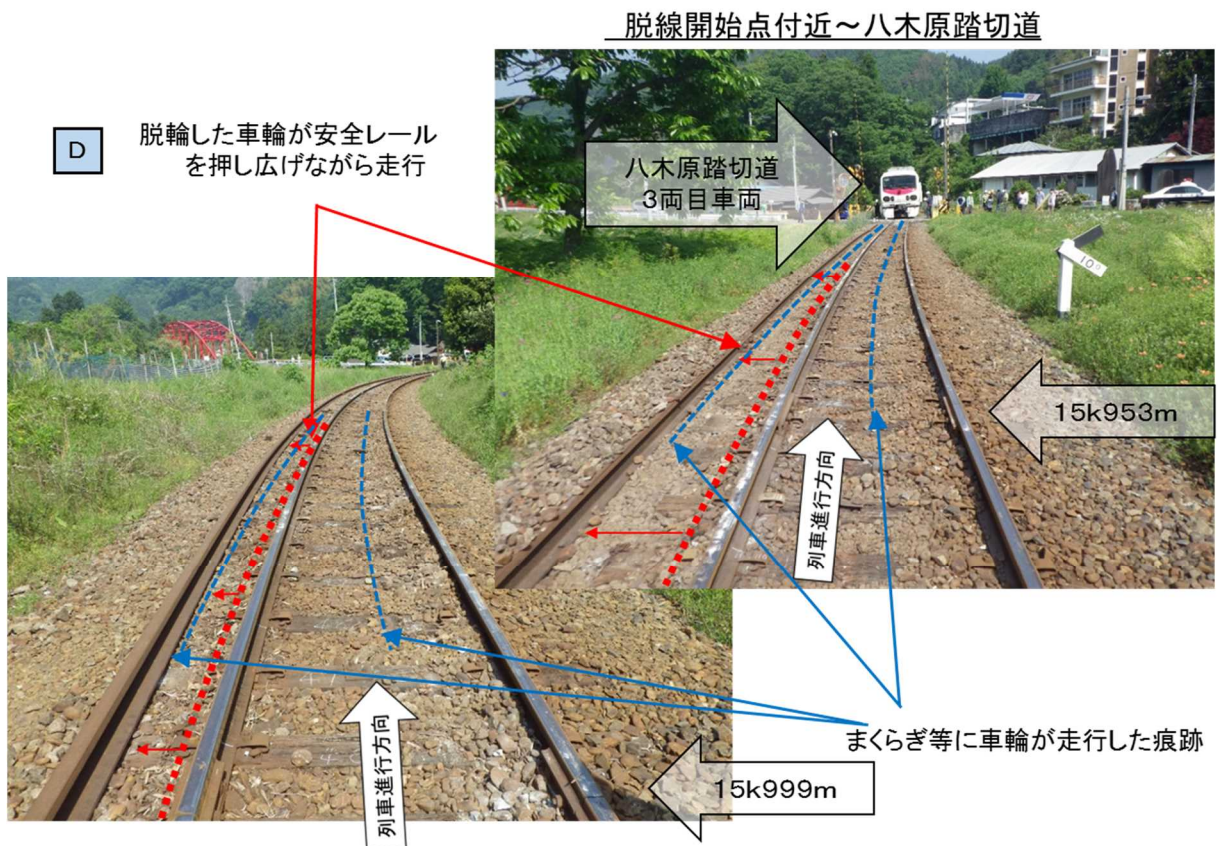 脱線開始点付近~八木原踏切道
D
脱輪した車輪が安全レール
を押し広げながら走行
八木原踏切道
3両目車両
10
15k953m
列車進行方向
まくらぎ等に車輪が走行した痕跡
15k999m
列車進行方向